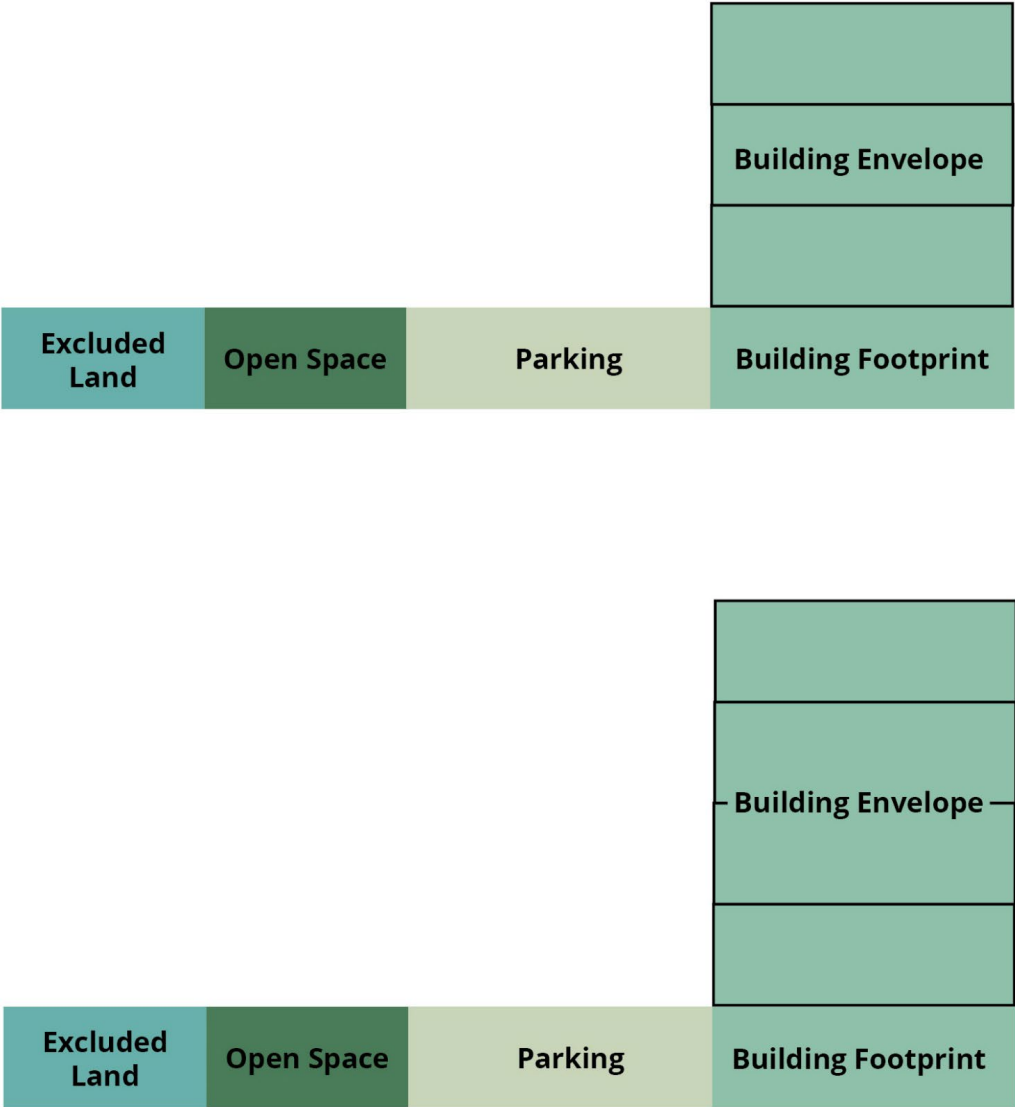 Building Envelope
Excluded
Land
Open Space
Parking
Building Footprint
Building Envelope
Excluded
Land
Open Space
Parking
Building Footprint